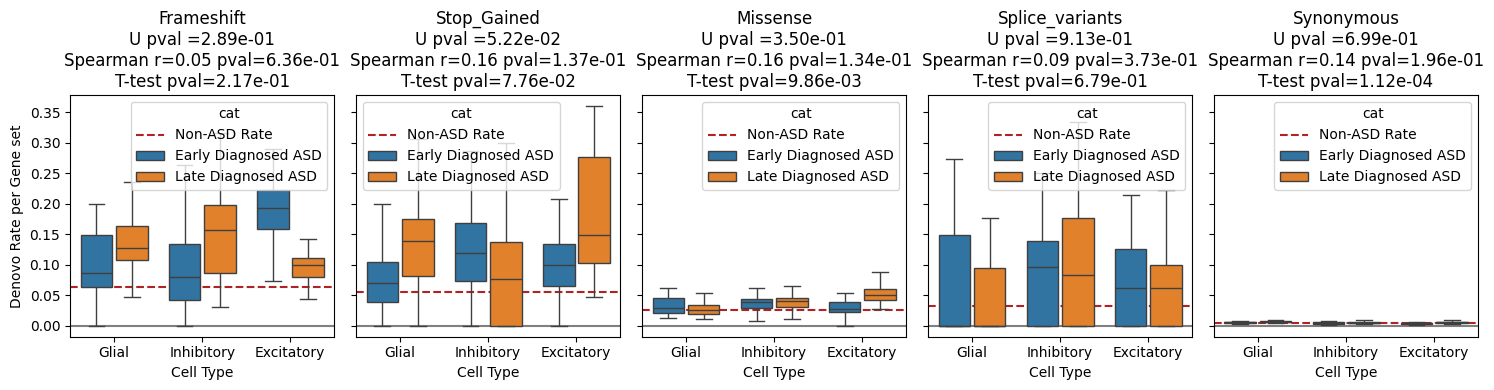 Frameshift
U pval =2.89e-01
Spearman r=0.05 pval=6.36e-01
T-test pval=2.17e-01
Stop_Gained
U pval =5.22e-02
Spearman r=0.16 pval=1.37e-01
T-test pval=7.76e-02
Missense
U pval =3.50e-01
Spearman r=0.16 pval=1.34e-01
T-test pval=9.86e-03
Splice_variants
U pval =9.13e-01
Spearman r=0.09 pval=3.73e-01
T-test pval=6.79e-01
Synonymous
U pval =6.99e-01
Spearman r=0.14 pval=1.96e-01
T-test pval=1.12e-04
Denovo Rate per Gene set
0.35
0.30
0.25
0.20
0.15
0.10
0.05
0.00
cat
Non-ASD Rate
Early Diagnosed ASD
Late Diagnosed ASD
Glial
Inhibitory
Excitatory
Cell Type
cat
Non-ASD Rate
Early Diagnosed ASD
Late Diagnosed ASD
Glial
Inhibitory
Excitatory
Cell Type
cat
Non-ASD Rate
Early Diagnosed ASD
Late Diagnosed ASD
Glial
Inhibitory
Excitatory
Cell Type
cat
Non-ASD Rate
Early Diagnosed ASD
Late Diagnosed ASD
Glial
Inhibitory
Excitatory
Cell Type
cat
Non-ASD Rate
Early Diagnosed ASD
Late Diagnosed ASD
Glial
Inhibitory
Excitatory
Cell Type